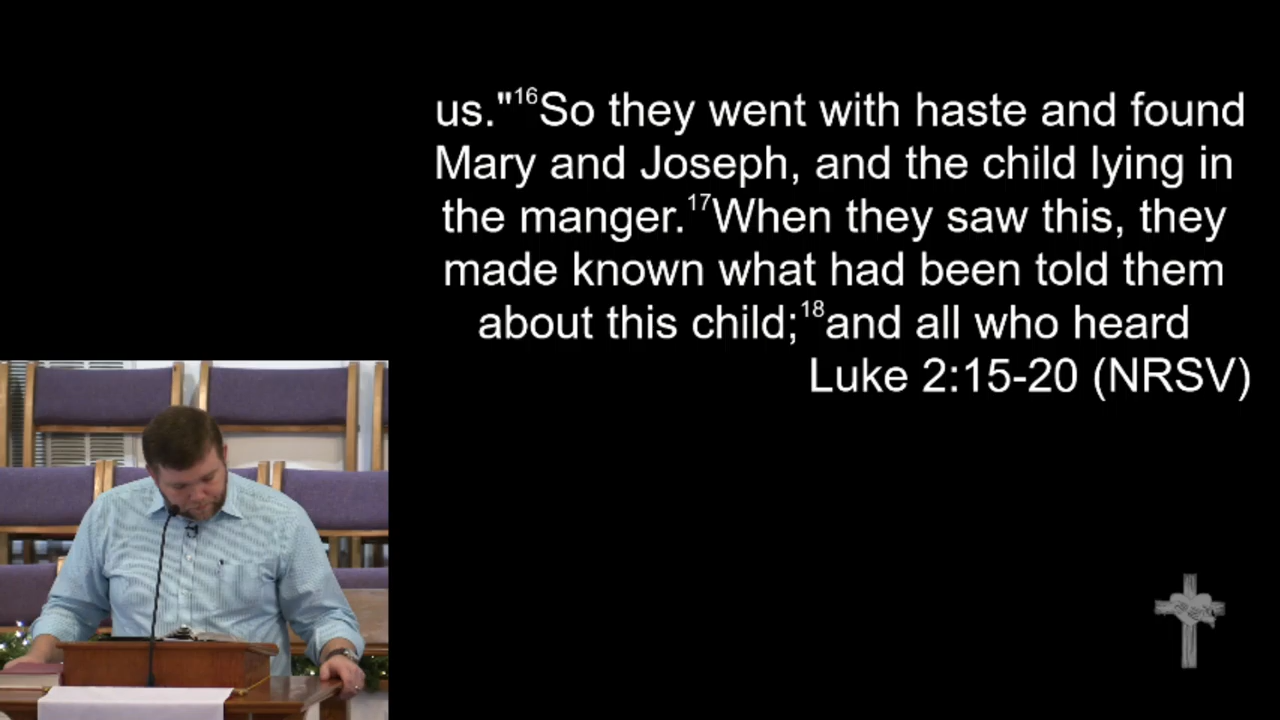 us."16So they went with haste and found
Mary and Joseph, and the child lying in
the manger.17When they saw this, they
made known what had been told them
about this child;18and all who heard
Luke 2:15-20 (NRSV)